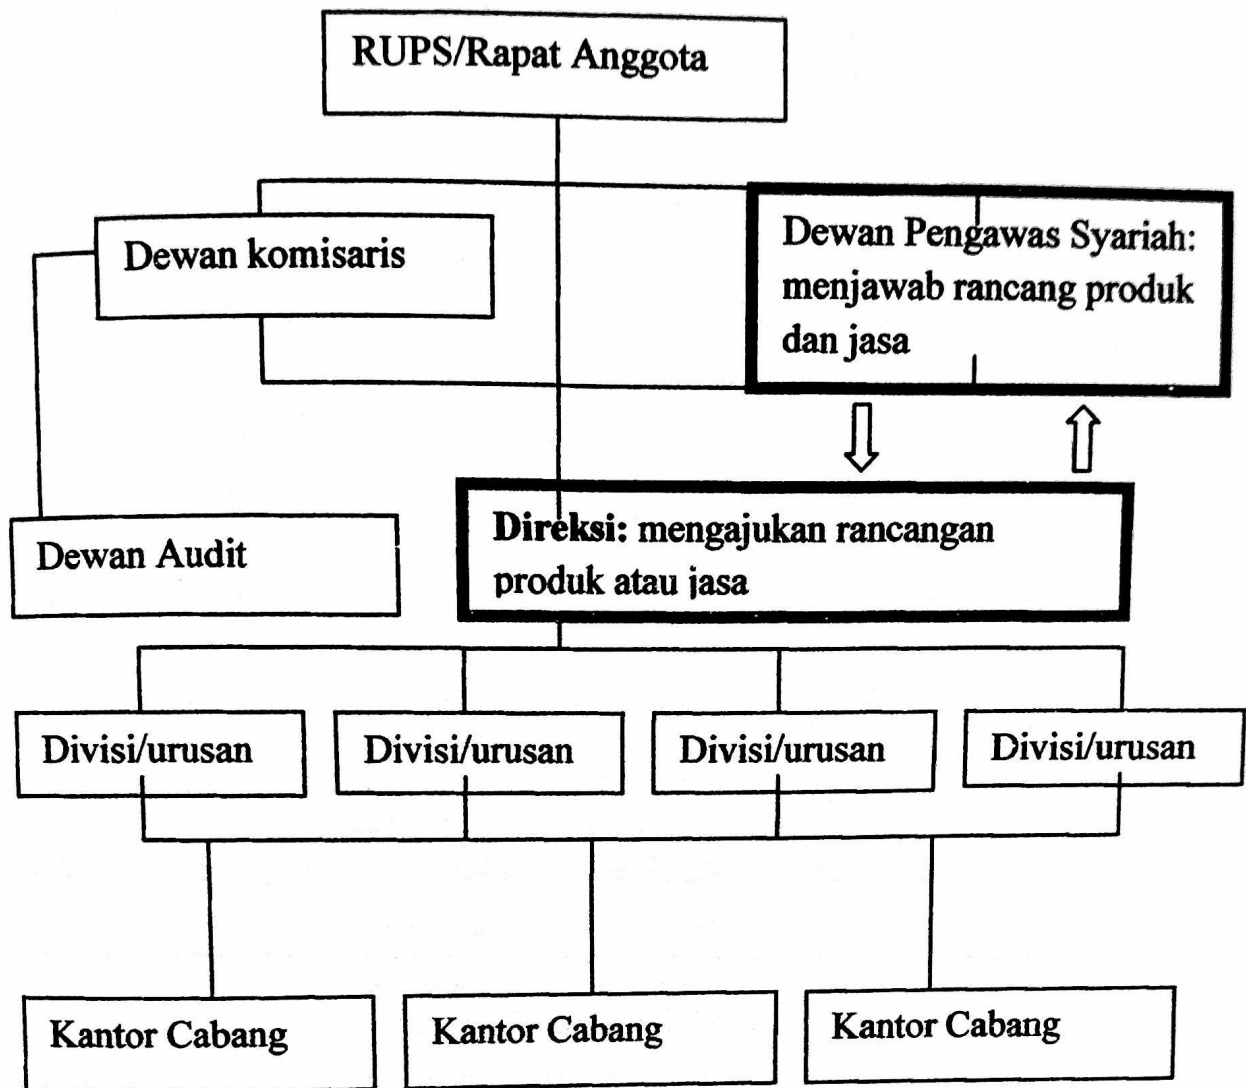 RUPS/Rapat Anggota
Dewan komisaris
Dewan Pengawas Syariah:
menjawab rancang produk
dan jasa
Dewan Audit
Direksi: mengajukan rancangan
produk atau jasa
Divisi/urusan
Divisi/urusan
Divisi/urusan
Divisi/urusan
Kantor Cabang
Kantor Cabang
Kantor Cabang